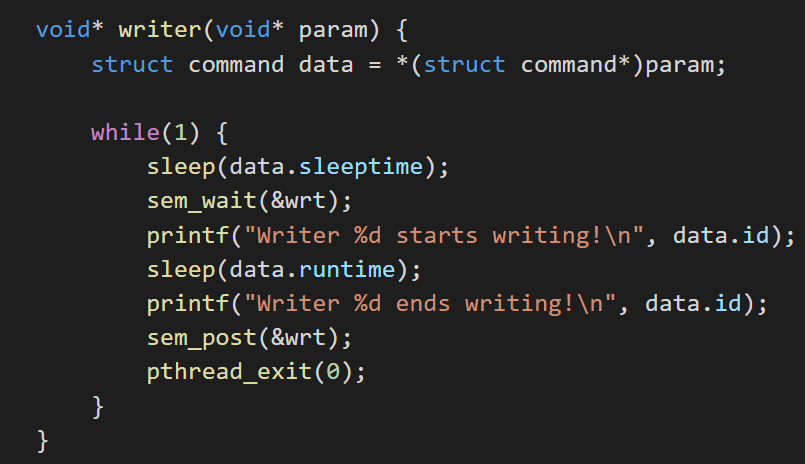 void* writer(void* param) {
    struct command data = *(struct command*)param;

    while(1) {
        sleep(data.sleeptime);
        sem_wait(&wrt);
        printf("Writer %d starts writing!\n", data.id);
        sleep(data.runtime);
        printf("Writer %d ends writing!\n", data.id);
        sem_post(&wrt);
        pthread_exit(0);
    }
}